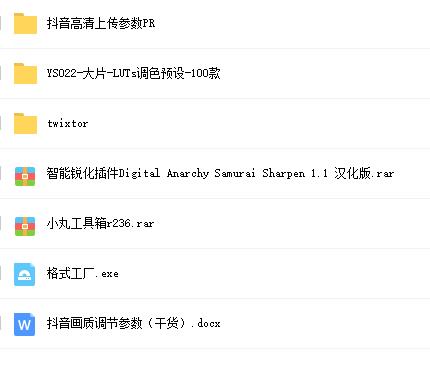 抖音高清上传参数PR
YS022-大片-LUTs调色预设-100款
twixtor
智能锐化插件Digital Anarchy Samurai Sharpen 1.1 汉化版.rar
小丸工具箱r236.rar
格式工厂.exe
W
抖音画质调节参数（干货）.docx